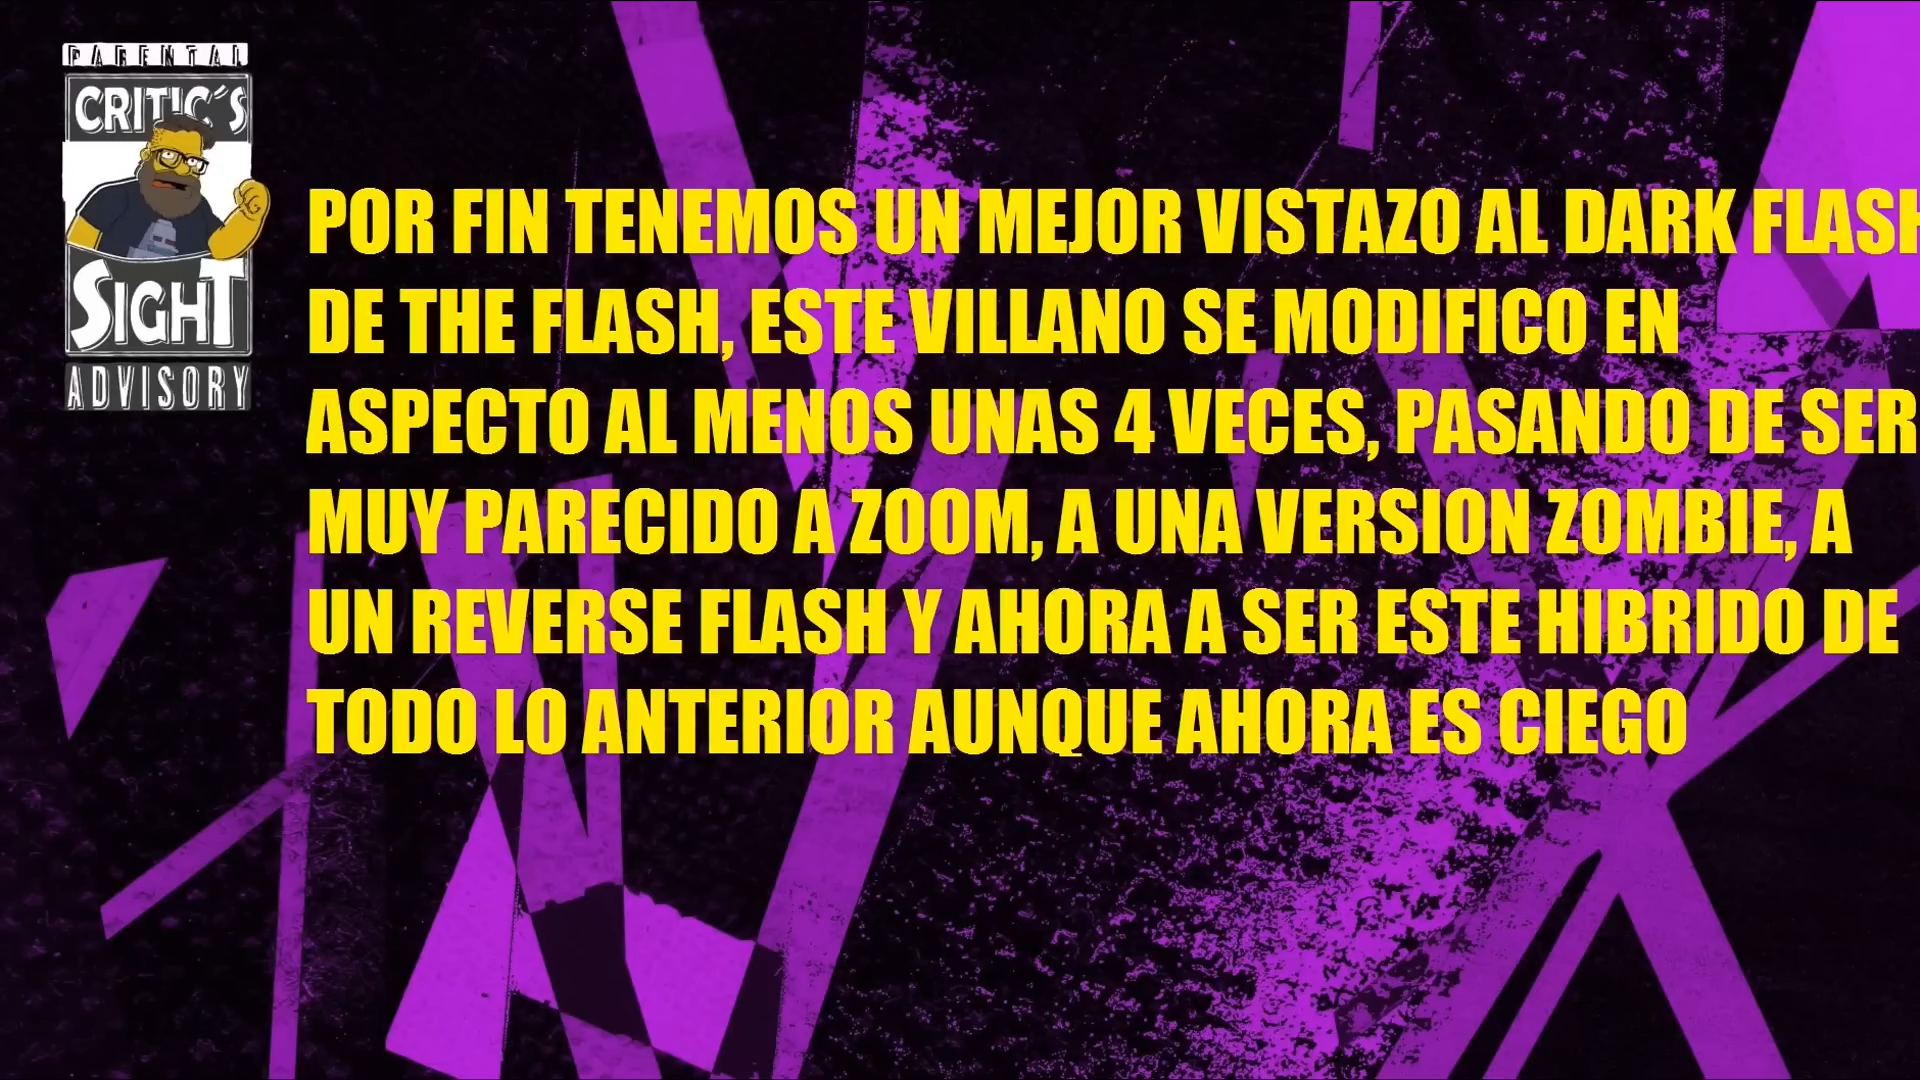 PARENTAL
CRITIC´S
SIGHT
ADVISORY
POR FIN TENEMOS UN MEJOR VISTAZO AL DARK FLASH
DE THE FLASH, ESTE VILLANO SE MODIFICO EN
ASPECTO AL MENOS UNAS 4 VECES, PASANDO DE SER
MUY PARECIDO A ZOOM, A UNA VERSION ZOMBIE, A
UN REVERSE FLASH Y AHORA A SER ESTE HIBRIDO DE
TODO LO ANTERIOR AUNQUE AHORA ES CIEGO